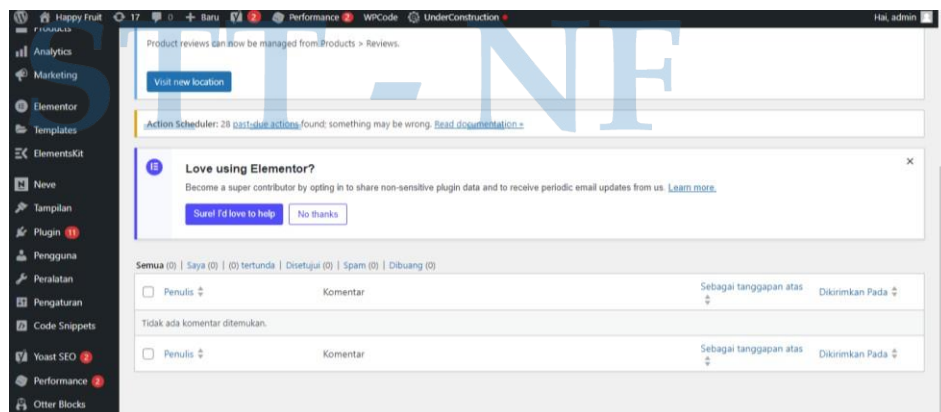 Happy Fruit 17 0 + Baru 2 Performance 2 WPCode UnderConstruction Hai, admin
Products
Analytics
Marketing
Elementor
Templates
ElementsKit
Neve
Tampilan
Plugin 11
Pengguna
Peralatan
Pengaturan
Code Snippets
Yoast SEO 2
Performance 2
Otter Blocks
STT - NF
Product reviews can now be managed from Products > Reviews.
Visit new location
Action Scheduler: 28 past-due actions found; something may be wrong. Read documentation »
Love using Elementor?
Become a super contributor by opting in to share non-sensitive plugin data and to receive periodic email updates from us. Learn more.
Sure! I'd love to help No thanks
Semua (0) | Saya (0) | (0) tertunda | Disetujui (0) | Spam (0) | Dibuang (0)
Penulis Komentar Sebagai tanggapan atas Dikirimkan Pada
Tidak ada komentar ditemukan.
Penulis Komentar Sebagai tanggapan atas Dikirimkan Pada